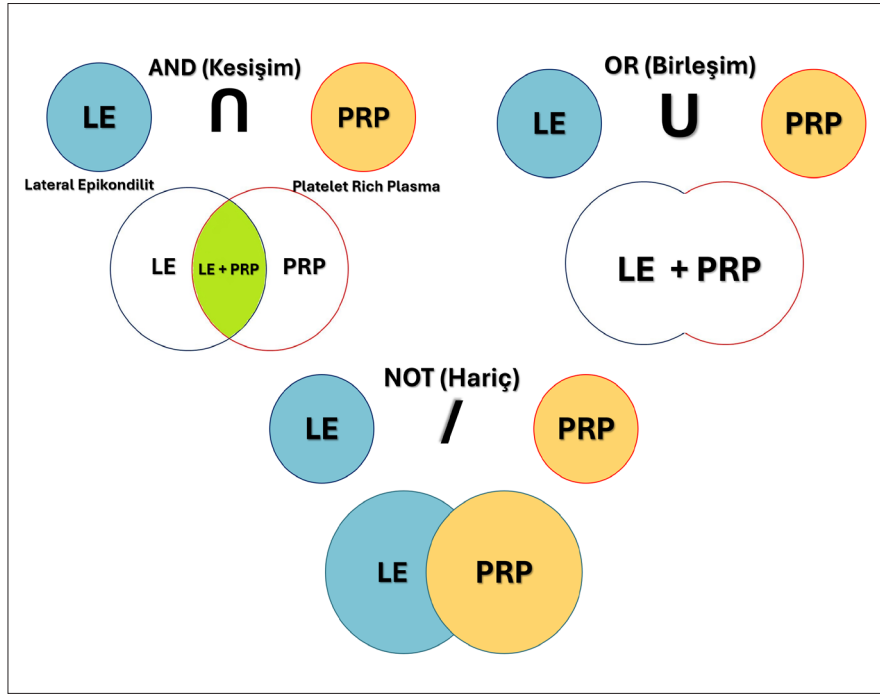 AND (Kesişim)
LE
∩
PRP
Lateral Epikondilit
Platelet Rich Plasma
LE
LE + PRP
PRP
OR (Birleşim)
LE
U
PRP
LE + PRP
NOT (Hariç)
LE
/
PRP
LE
PRP